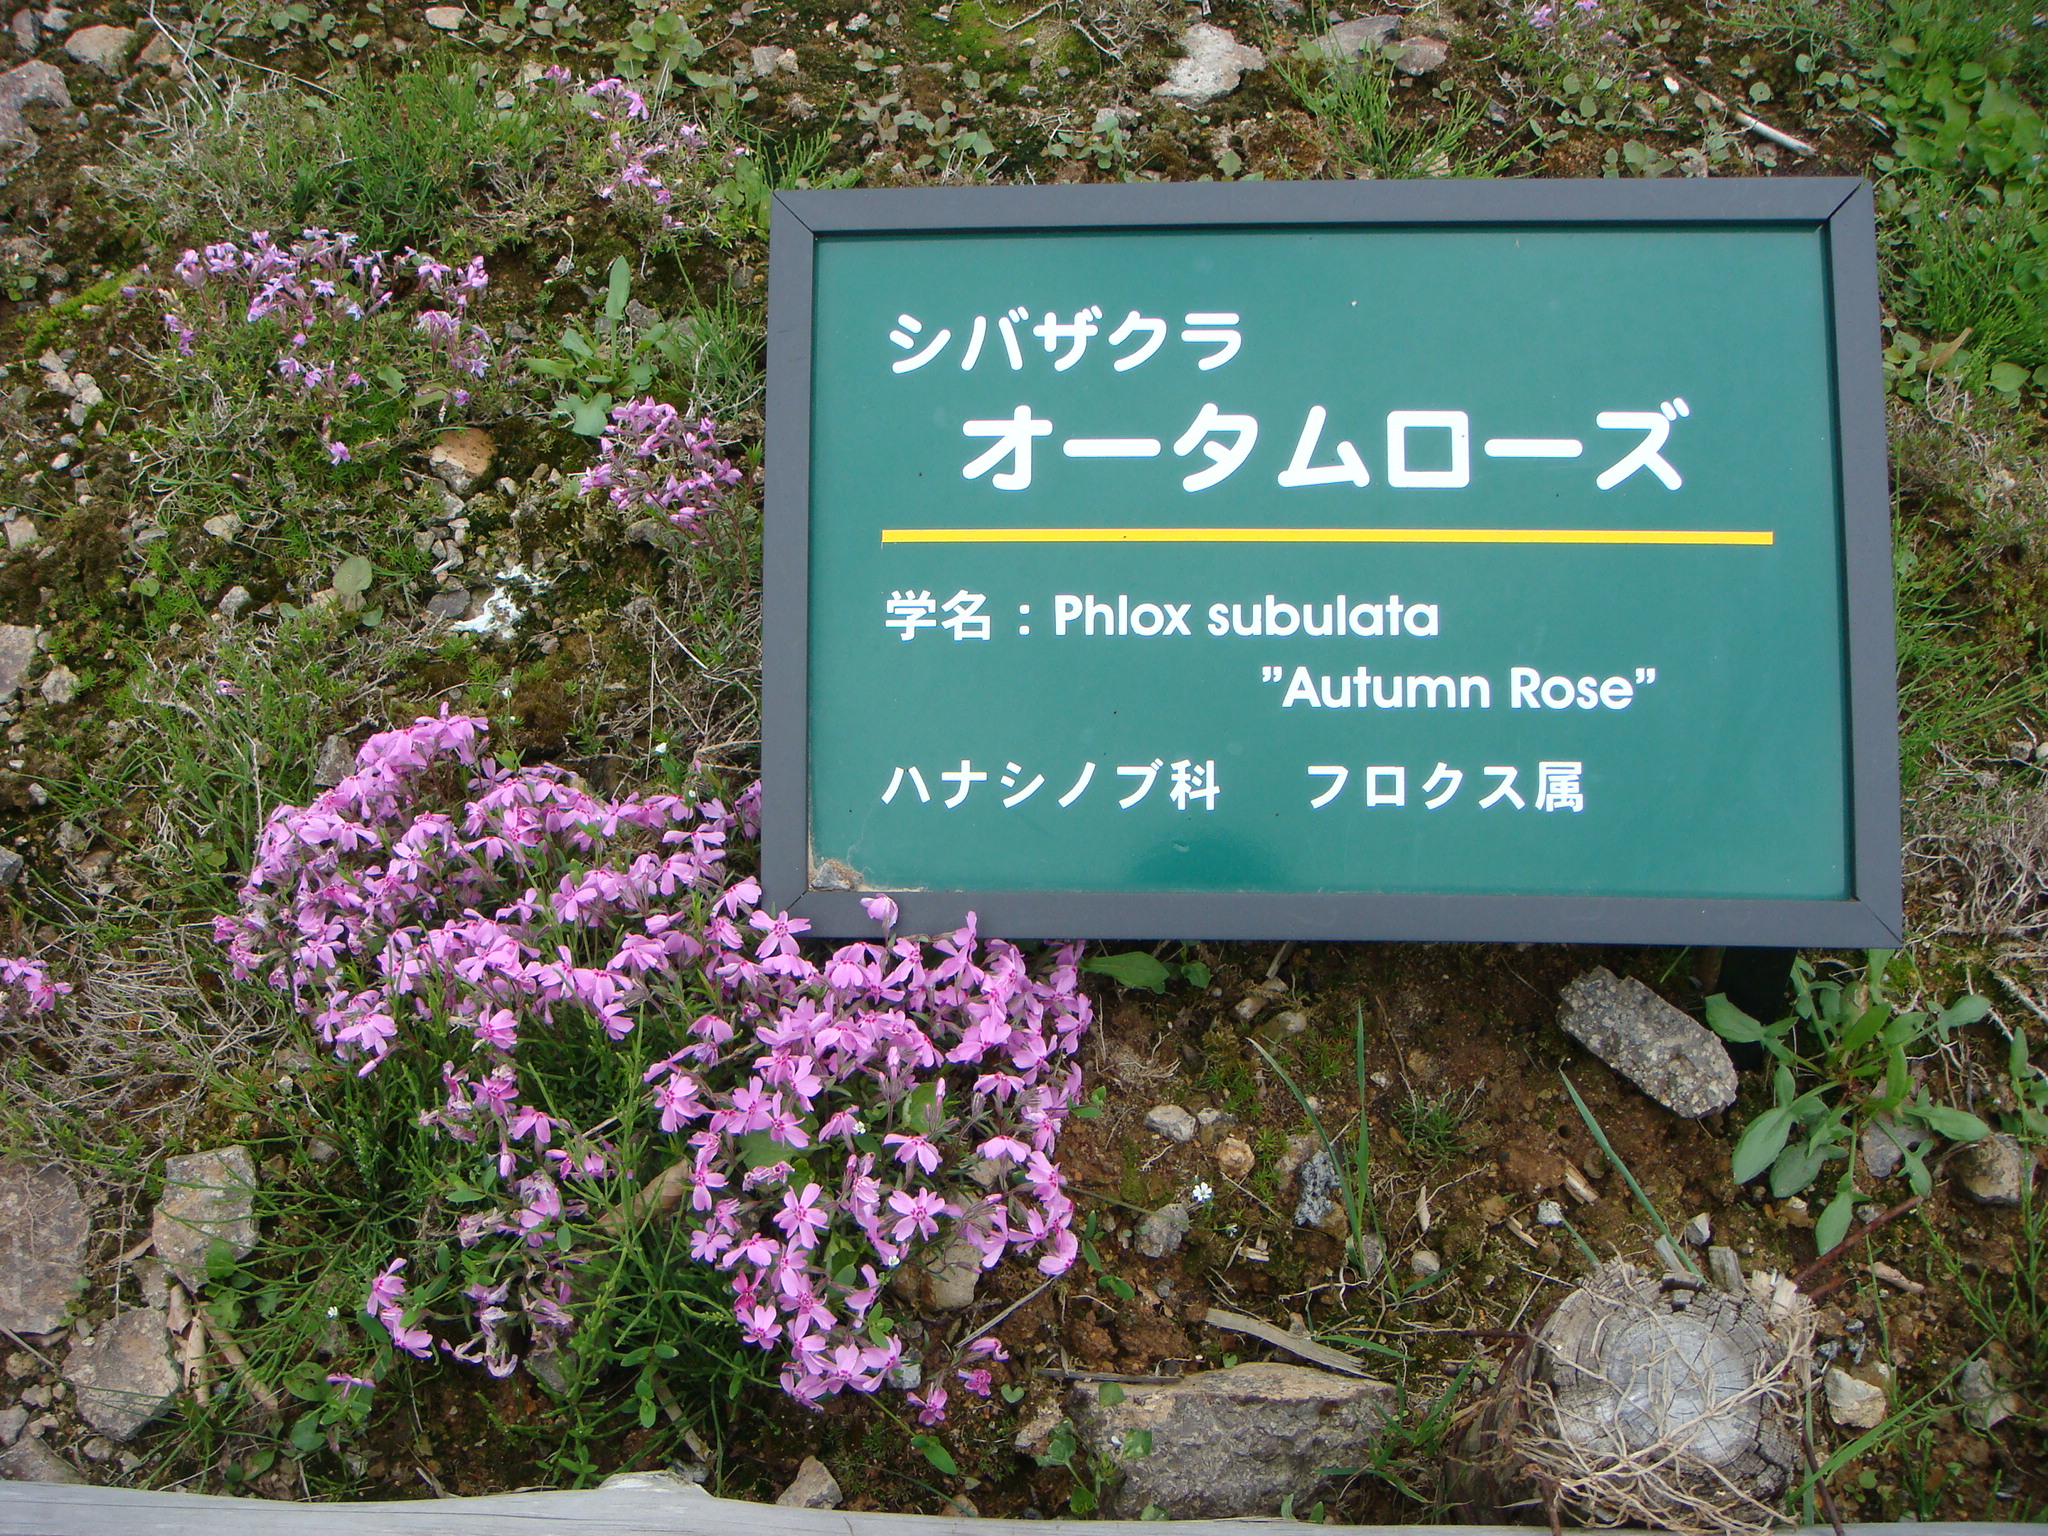 シバザクラ
オータムローズ
学名：Phlox subulata
”Autumn Rose”
ハナシノブ科　フロクス属